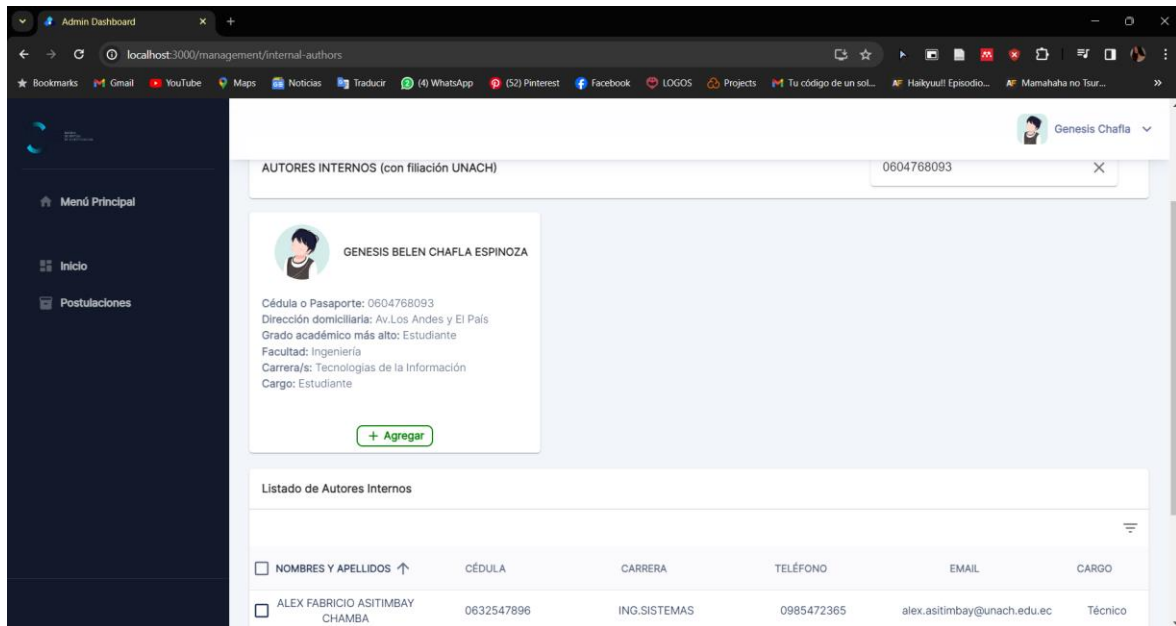 Admin Dashboard
localhost:3000/management/internal-authors
Bookmarks Gmail YouTube Maps Noticias Traducir (4) WhatsApp (52) Pinterest Facebook LOGOS Projects Tu código de un sol... Haikyuu!! Episodio... Mamahaha no Tsur... »
Genesis Chafla
AUTORES INTERNOS (con filiación UNACH)
0604768093
Menú Principal
Inicio
Postulaciones
GENESIS BELEN CHAFLA ESPINOZA
Cédula o Pasaporte: 0604768093
Dirección domiciliaria: Av.Los Andes y El País
Grado académico más alto: Estudiante
Facultad: Ingeniería
Carrera/s: Tecnologias de la Información
Cargo: Estudiante
+ Agregar
Listado de Autores Internos
NOMBRES Y APELLIDOS ↑ CÉDULA CARRERA TELÉFONO EMAIL CARGO
ALEX FABRICIO ASITIMBAY
CHAMBA
0632547896 ING.SISTEMAS 0985472365 alex.asitimbay@unach.edu.ec Técnico